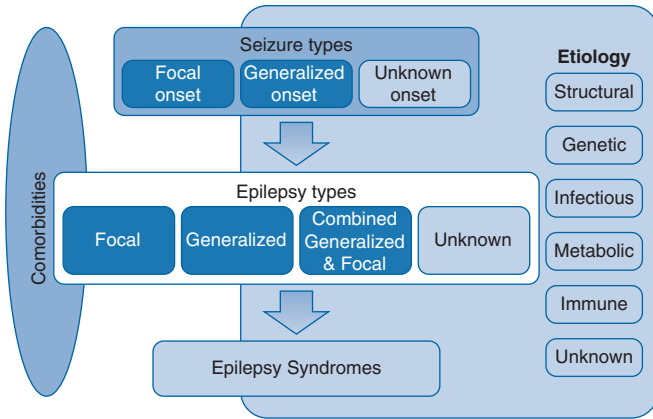 Seizure types
Focal
onset
Generalized
onset
Unknown
onset
Epilepsy types
Focal
Generalized
Combined
Generalized
& Focal
Unknown
Epilepsy Syndromes
Comorbidities
Etiology
Structural
Genetic
Infectious
Metabolic
Immune
Unknown